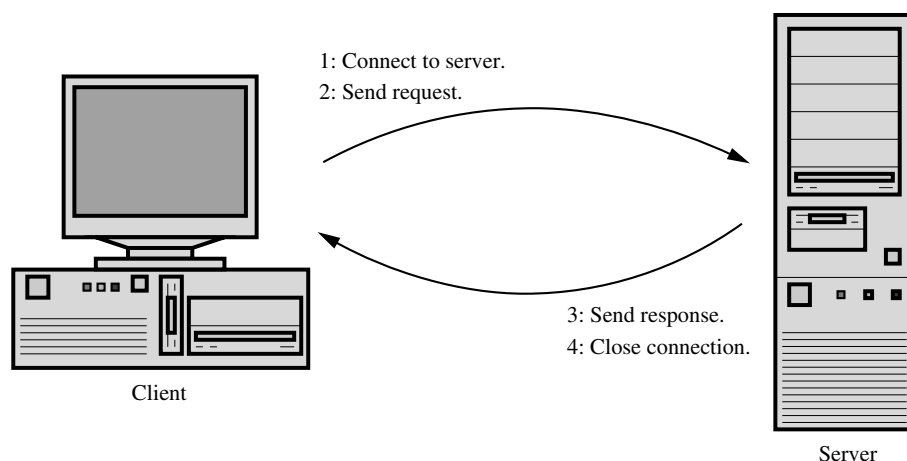 1: Connect to server.
2: Send request.
3: Send response.
4: Close connection.
Client
Server